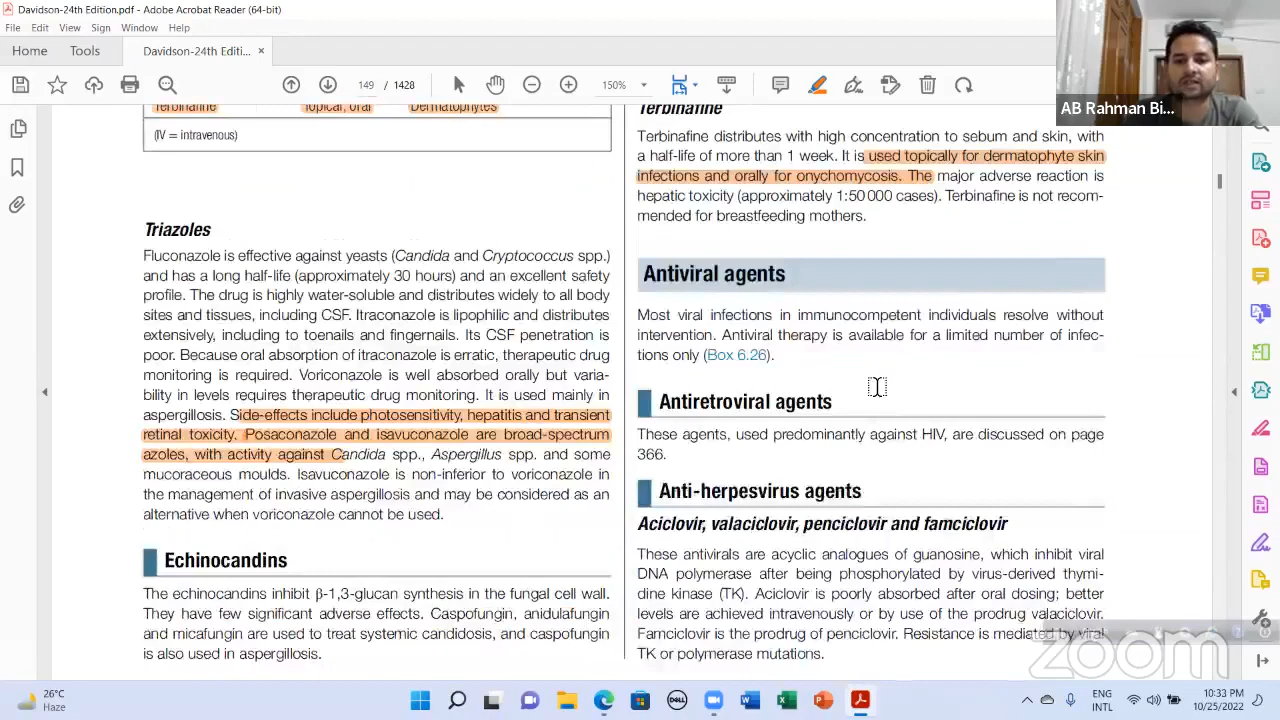 Davidson-24th Edition.pdf - Adobe Acrobat Reader (64-bit)
File Edit View Sign Window Help
Home Tools Davidson-24th Editi... ×
149 / 1428 150%
AB Rahman Bi...
Terbinafine Topical, oral Dermatophytes
(IV = intravenous)
Triazoles
Fluconazole is effective against yeasts (Candida and Cryptococcus spp.)
and has a long half-life (approximately 30 hours) and an excellent safety
profile. The drug is highly water-soluble and distributes widely to all body
sites and tissues, including CSF. Itraconazole is lipophilic and distributes
extensively, including to toenails and fingernails. Its CSF penetration is
poor. Because oral absorption of itraconazole is erratic, therapeutic drug
monitoring is required. Voriconazole is well absorbed orally but varia-
bility in levels requires therapeutic drug monitoring. It is used mainly in
aspergillosis. Side-effects include photosensitivity, hepatitis and transient
retinal toxicity. Posaconazole and isavuconazole are broad-spectrum
azoles, with activity against Candida spp., Aspergillus spp. and some
mucoraceous moulds. Isavuconazole is non-inferior to voriconazole in
the management of invasive aspergillosis and may be considered as an
alternative when voriconazole cannot be used.
Echinocandins
The echinocandins inhibit β-1,3-glucan synthesis in the fungal cell wall.
They have few significant adverse effects. Caspofungin, anidulafungin
and micafungin are used to treat systemic candidosis, and caspofungin
is also used in aspergillosis.
Terbinafine
Terbinafine distributes with high concentration to sebum and skin, with
a half-life of more than 1 week. It is used topically for dermatophyte skin
infections and orally for onychomycosis. The major adverse reaction is
hepatic toxicity (approximately 1:50 000 cases). Terbinafine is not recom-
mended for breastfeeding mothers.
Antiviral agents
Most viral infections in immunocompetent individuals resolve without
intervention. Antiviral therapy is available for a limited number of infec-
tions only (Box 6.26).
Antiretroviral agents
These agents, used predominantly against HIV, are discussed on page
366.
Anti-herpesvirus agents
Aciclovir, valaciclovir, penciclovir and famciclovir
These antivirals are acyclic analogues of guanosine, which inhibit viral
DNA polymerase after being phosphorylated by virus-derived thymi-
dine kinase (TK). Aciclovir is poorly absorbed after oral dosing; better
levels are achieved intravenously or by use of the prodrug valaciclovir.
Famciclovir is the prodrug of penciclovir. Resistance is mediated by viral
TK or polymerase mutations.
zoom
26°C
Haze
DELL
ENG
INTL
10:33 PM
10/25/2022